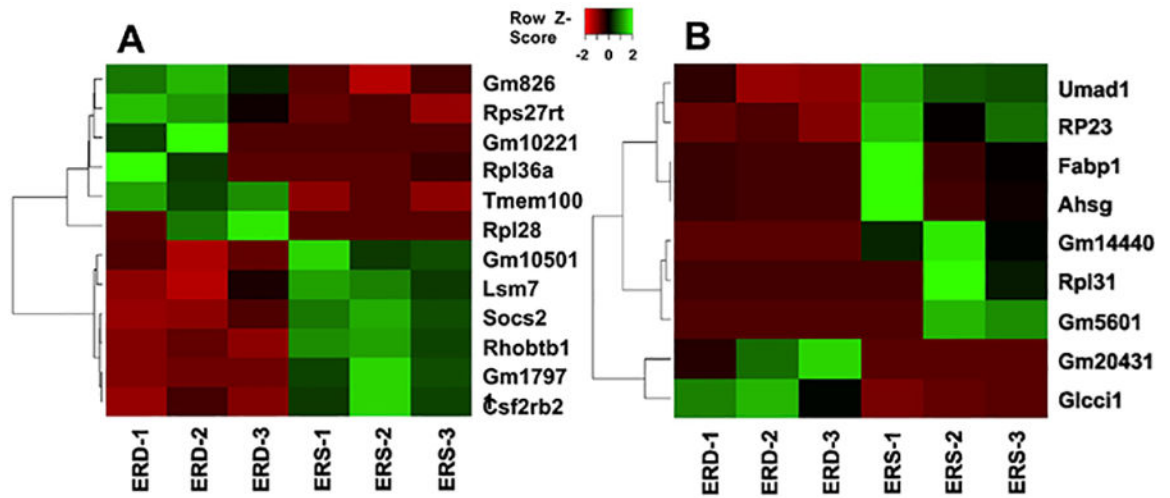 A
Row Z-
Score
-2 0 2
B
Gm826
Rps27rt
Gm10221
Rpl36a
Tmem100
Rpl28
Gm10501
Lsm7
Socs2
Rhobtb1
Gm1797
Csf2rb2
ERD-1 ERD-2 ERD-3 ERS-1 ERS-2 ERS-3
Umad1
RP23
Fabp1
Ahsg
Gm14440
Rpl31
Gm5601
Gm20431
Glcci1
ERD-1 ERD-2 ERD-3 ERS-1 ERS-2 ERS-3